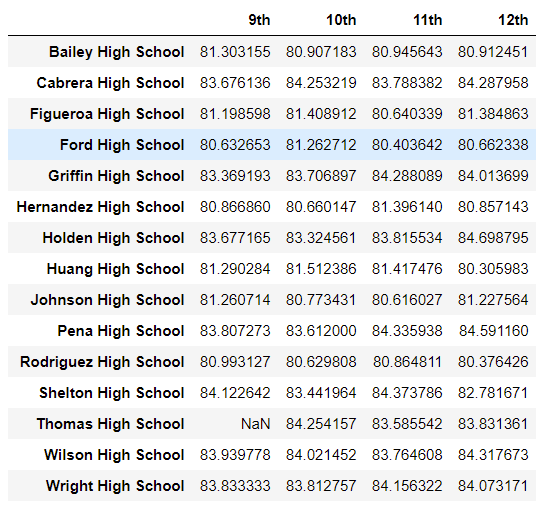 9th 10th 11th 12th
Bailey High School 81.303155 80.907183 80.945643 80.912451
Cabrera High School 83.676136 84.253219 83.788382 84.287958
Figueroa High School 81.198598 81.408912 80.640339 81.384863
Ford High School 80.632653 81.262712 80.403642 80.662338
Griffin High School 83.369193 83.706897 84.288089 84.013699
Hernandez High School 80.866860 80.660147 81.396140 80.857143
Holden High School 83.677165 83.324561 83.815534 84.698795
Huang High School 81.290284 81.512386 81.417476 80.305983
Johnson High School 81.260714 80.773431 80.616027 81.227564
Pena High School 83.807273 83.612000 84.335938 84.591160
Rodriguez High School 80.993127 80.629808 80.864811 80.376426
Shelton High School 84.122642 83.441964 84.373786 82.781671
Thomas High School NaN 84.254157 83.585542 83.831361
Wilson High School 83.939778 84.021452 83.764608 84.317673
Wright High School 83.833333 83.812757 84.156322 84.073171